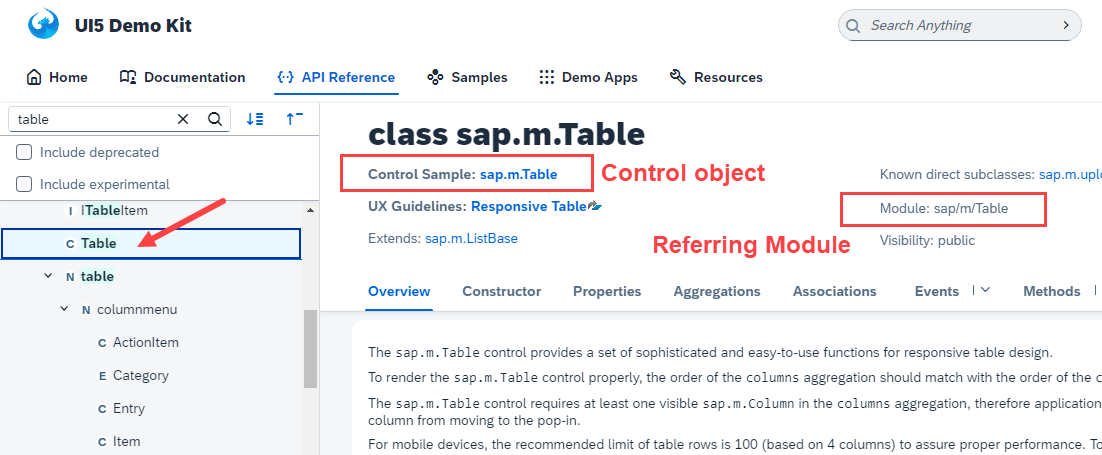 UI5 Demo Kit
Search Anything
Home Documentation API Reference Samples Demo Apps Resources
table
Include deprecated
Include experimental
I ITableItem
C Table
N table
N columnmenu
C ActionItem
E Category
C Entry
C Item
class sap.m.Table
Control Sample: sap.m.Table
Control object
Known direct subclasses: sap.m.uplo
UX Guidelines: Responsive Table
Module: sap/m/Table
Extends: sap.m.ListBase
Referring Module
Visibility: public
Overview Constructor Properties Aggregations Associations Events Methods
The sap.m.Table control provides a set of sophisticated and easy-to-use functions for responsive table design.
To render the sap.m.Table control properly, the order of the columns aggregation should match with the order of the c
The sap.m.Table control requires at least one visible sap.m.Column in the columns aggregation, therefore application
column from moving to the pop-in.
For mobile devices, the recommended limit of table rows is 100 (based on 4 columns) to assure proper performance. To